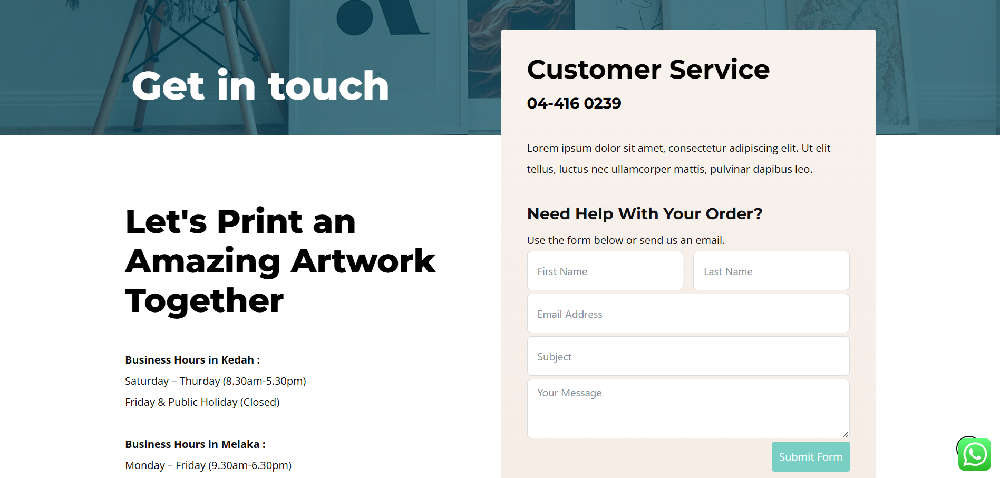 Get in touch
Customer Service
04-416 0239
Lorem ipsum dolor sit amet, consectetur adipiscing elit. Ut elit
tellus, luctus nec ullamcorper mattis, pulvinar dapibus leo.
Need Help With Your Order?
Use the form below or send us an email.
First Name
Last Name
Email Address
Subject
Your Message
Submit Form
Let's Print an
Amazing Artwork
Together
Business Hours in Kedah :
Saturday – Thurday (8.30am-5.30pm)
Friday & Public Holiday (Closed)
Business Hours in Melaka :
Monday – Friday (9.30am-6.30pm)